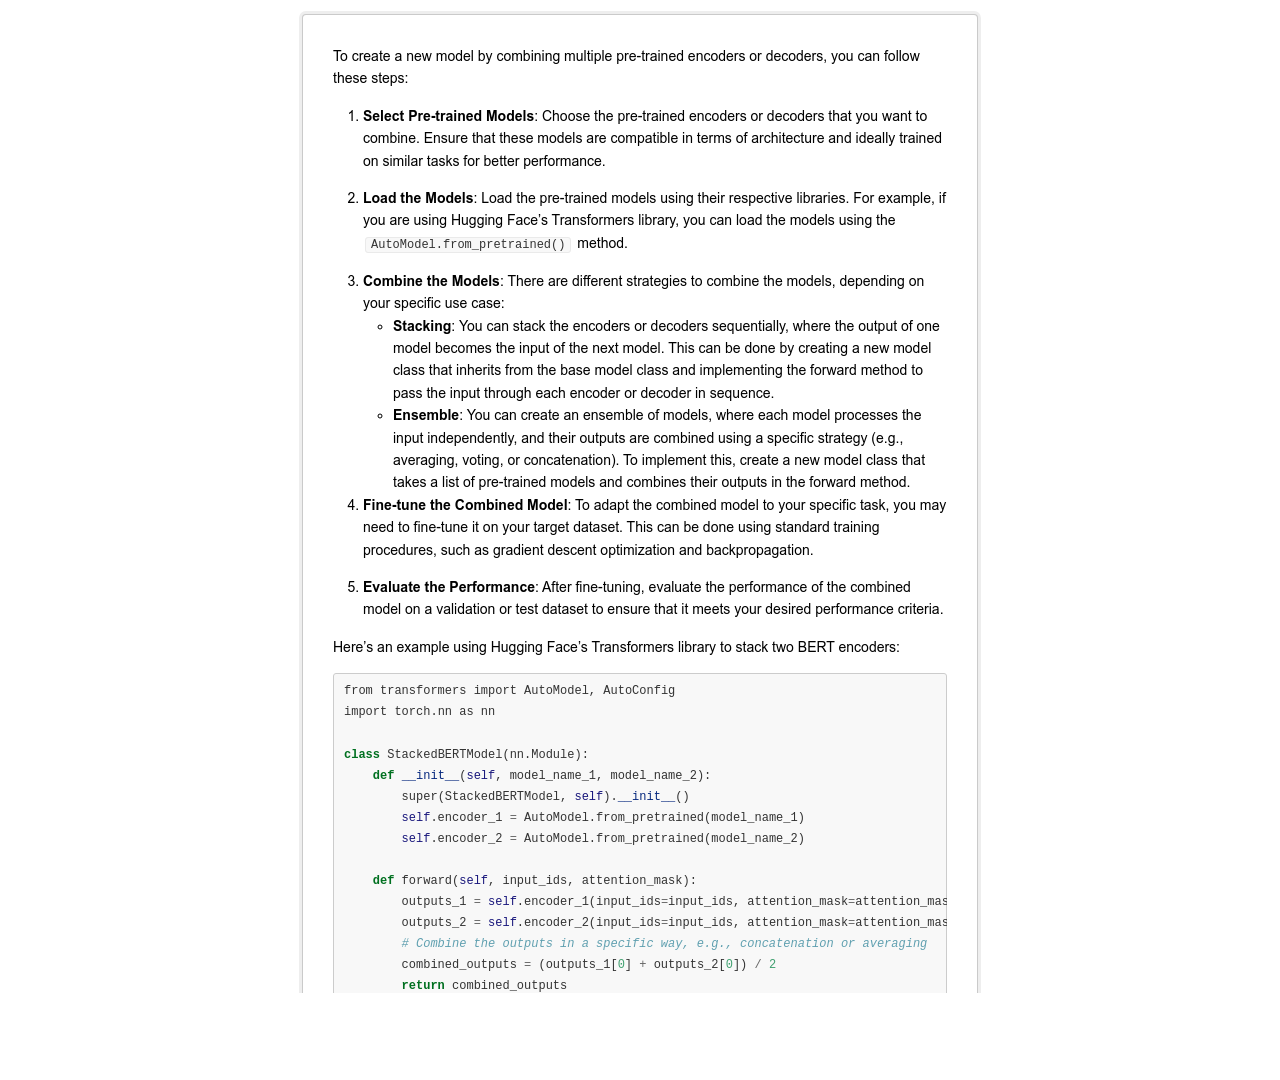 To create a new model by combining multiple pre-trained encoders or decoders, you can follow
these steps:
1. Select Pre-trained Models: Choose the pre-trained encoders or decoders that you want to
combine. Ensure that these models are compatible in terms of architecture and ideally trained
on similar tasks for better performance.
2. Load the Models: Load the pre-trained models using their respective libraries. For example, if
you are using Hugging Face’s Transformers library, you can load the models using the
AutoModel.from_pretrained() method.
3. Combine the Models: There are different strategies to combine the models, depending on
your specific use case:
◦ Stacking: You can stack the encoders or decoders sequentially, where the output of one
model becomes the input of the next model. This can be done by creating a new model
class that inherits from the base model class and implementing the forward method to
pass the input through each encoder or decoder in sequence.
◦ Ensemble: You can create an ensemble of models, where each model processes the
input independently, and their outputs are combined using a specific strategy (e.g.,
averaging, voting, or concatenation). To implement this, create a new model class that
takes a list of pre-trained models and combines their outputs in the forward method.
4. Fine-tune the Combined Model: To adapt the combined model to your specific task, you may
need to fine-tune it on your target dataset. This can be done using standard training
procedures, such as gradient descent optimization and backpropagation.
5. Evaluate the Performance: After fine-tuning, evaluate the performance of the combined
model on a validation or test dataset to ensure that it meets your desired performance criteria.
Here’s an example using Hugging Face’s Transformers library to stack two BERT encoders:
from transformers import AutoModel, AutoConfig
import torch.nn as nn
class StackedBERTModel(nn.Module):
    def __init__(self, model_name_1, model_name_2):
        super(StackedBERTModel, self).__init__()
        self.encoder_1 = AutoModel.from_pretrained(model_name_1)
        self.encoder_2 = AutoModel.from_pretrained(model_name_2)
    def forward(self, input_ids, attention_mask):
        outputs_1 = self.encoder_1(input_ids=input_ids, attention_mask=attention_mas
        outputs_2 = self.encoder_2(input_ids=input_ids, attention_mask=attention_mas
        # Combine the outputs in a specific way, e.g., concatenation or averaging
        combined_outputs = (outputs_1[0] + outputs_2[0]) / 2
        return combined_outputs